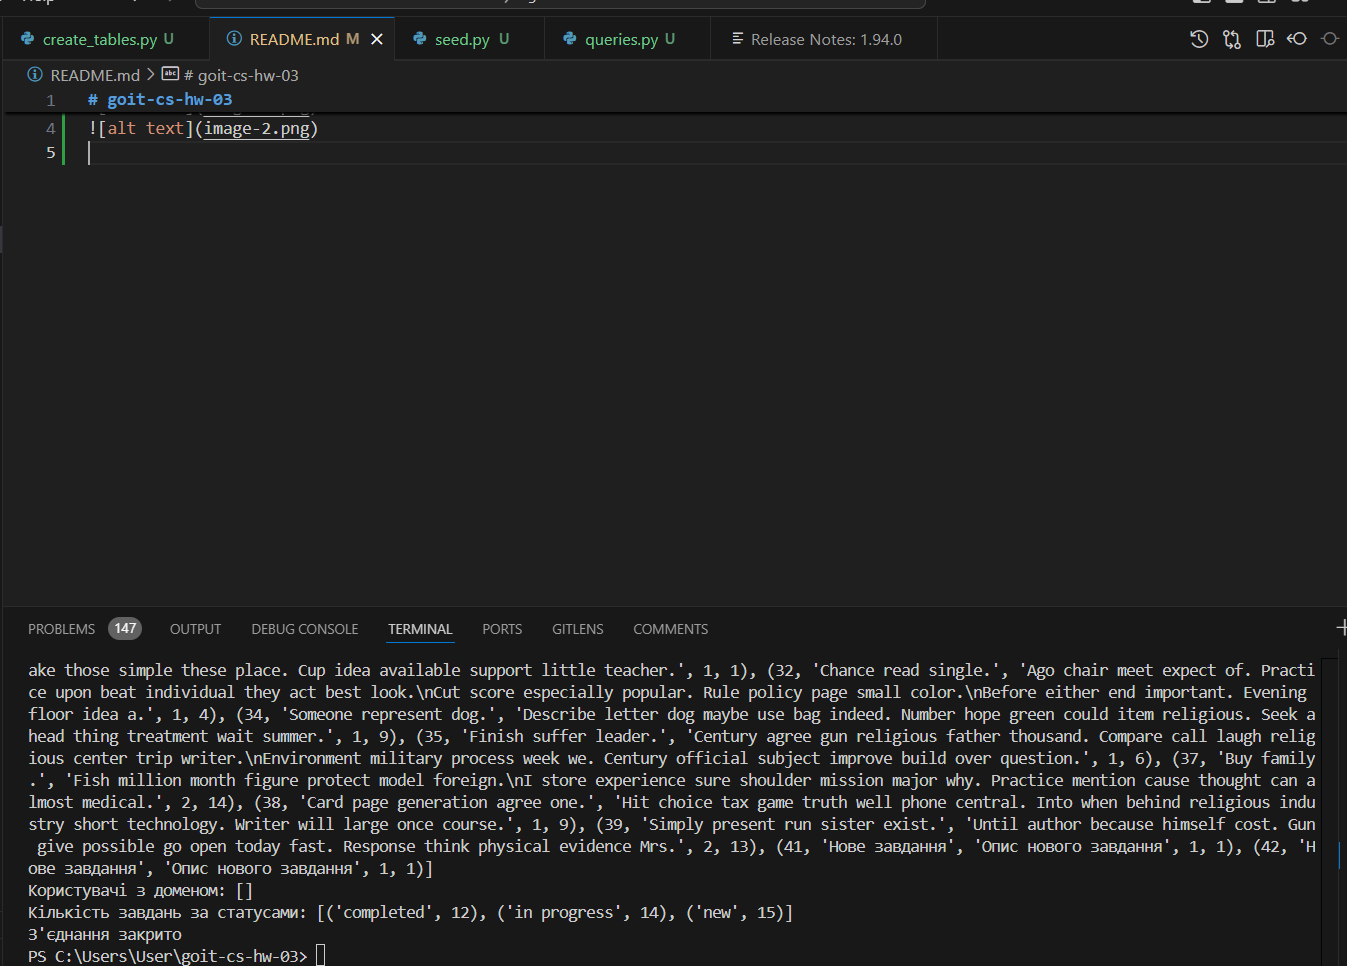 create_tables.py U
README.md M
seed.py U
queries.py U
Release Notes: 1.94.0
README.md > # goit-cs-hw-03
1 # goit-cs-hw-03
4 ![alt text](image-2.png)
5
PROBLEMS 147 OUTPUT DEBUG CONSOLE TERMINAL PORTS GITLENS COMMENTS
ake those simple these place. Cup idea available support little teacher.', 1, 1), (32, 'Chance read single.', 'Ago chair meet expect of. Practi
ce upon beat individual they act best look.\nCut score especially popular. Rule policy page small color.\nBefore either end important. Evening
floor idea a.', 1, 4), (34, 'Someone represent dog.', 'Describe letter dog maybe use bag indeed. Number hope green could item religious. Seek a
head thing treatment wait summer.', 1, 9), (35, 'Finish suffer leader.', 'Century agree gun religious father thousand. Compare call laugh relig
ious center trip writer.\nEnvironment military process week we. Century official subject improve build over question.', 1, 6), (37, 'Buy family
.', 'Fish million month figure protect model foreign.\nI store experience sure shoulder mission major why. Practice mention cause thought can a
lmost medical.', 2, 14), (38, 'Card page generation agree one.', 'Hit choice tax game truth well phone central. Into when behind religious indu
stry short technology. Writer will large once course.', 1, 9), (39, 'Simply present run sister exist.', 'Until author because himself cost. Gun
give possible go open today fast. Response think physical evidence Mrs.', 2, 13), (41, 'Нове завдання', 'Опис нового завдання', 1, 1), (42, 'Н
ове завдання', 'Опис нового завдання', 1, 1)]
Користувачі з доменом: []
Кількість завдань за статусами: [('completed', 12), ('in progress', 14), ('new', 15)]
З'єднання закрито
PS C:\Users\User\goit-cs-hw-03>